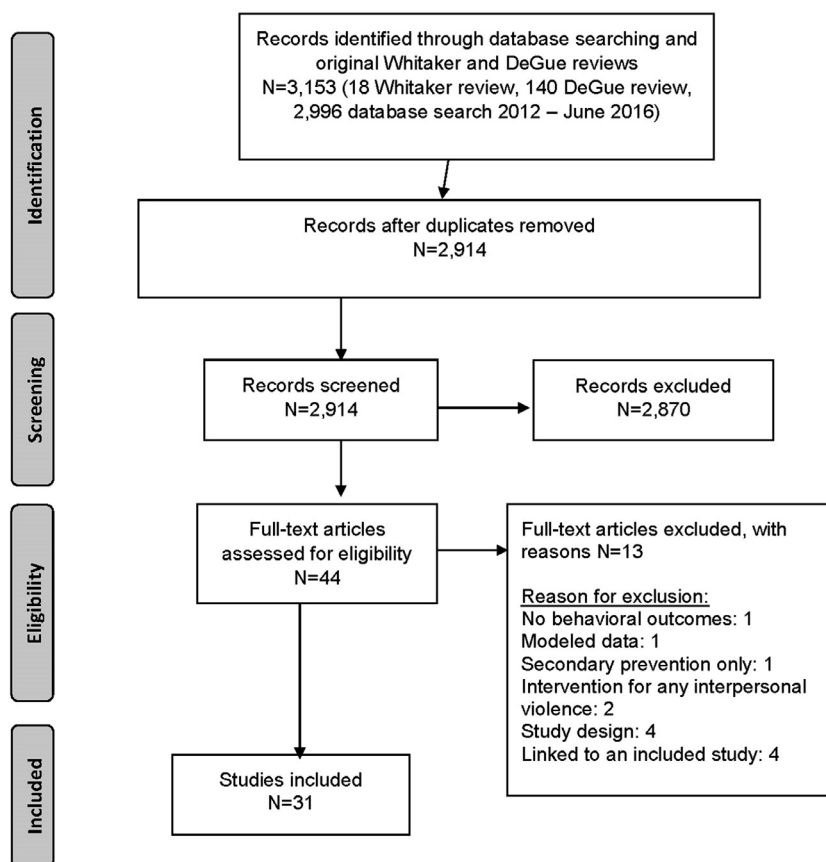 Identification
Records identified through database searching and
original Whitaker and DeGue reviews
N=3,153 (18 Whitaker review, 140 DeGue review,
2,996 database search 2012 – June 2016)
Records after duplicates removed
N=2,914
Screening
Records screened
N=2,914
Records excluded
N=2,870
Eligibility
Full-text articles
assessed for eligibility
N=44
Full-text articles excluded, with
reasons N=13
Reason for exclusion:
No behavioral outcomes: 1
Modeled data: 1
Secondary prevention only: 1
Intervention for any interpersonal
violence: 2
Study design: 4
Linked to an included study: 4
Included
Studies included
N=31